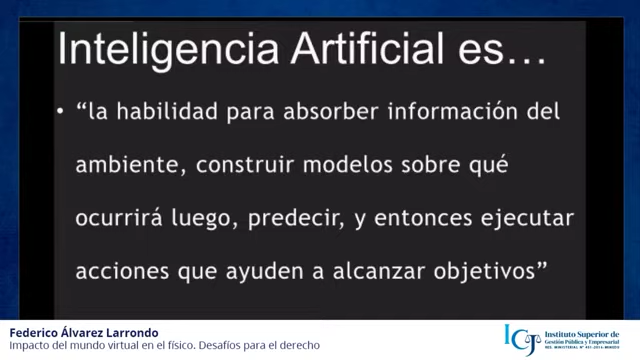 Inteligencia Artificial es...
• “la habilidad para absorber información del
ambiente, construir modelos sobre qué
ocurrirá luego, predecir, y entonces ejecutar
acciones que ayuden a alcanzar objetivos”
Federico Álvarez Larrondo
Impacto del mundo virtual en el físico. Desafíos para el derecho
Instituto Superior de
Gestión Pública y Empresarial